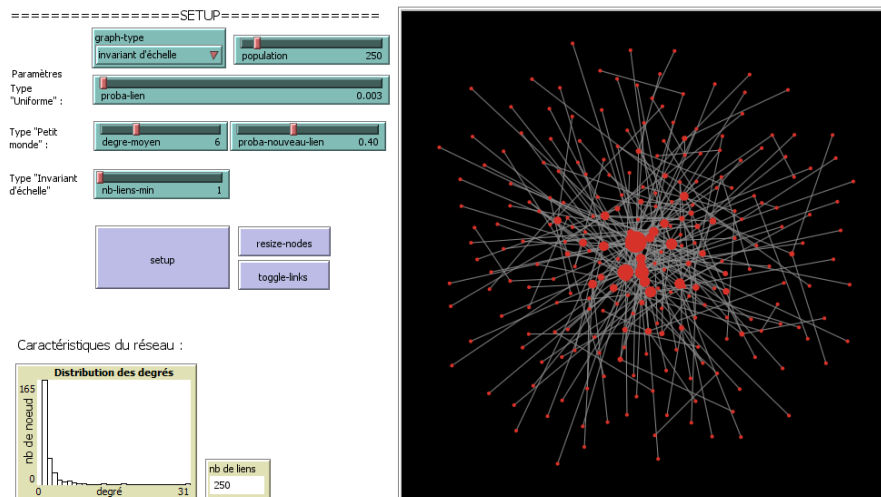 ==================SETUP=================
graph-type
invariant d'échelle
population 250
Paramètres
Type
"Uniforme" :
proba-lien 0.003
Type "Petit
monde" :
degre-moyen 6
proba-nouveau-lien 0.40
Type "Invariant
d'échelle"
nb-liens-min 1
setup
resize-nodes
toggle-links
Caractéristiques du réseau :
Distribution des degrés
165
nb de noeud
0
0 degré 31
nb de liens
250